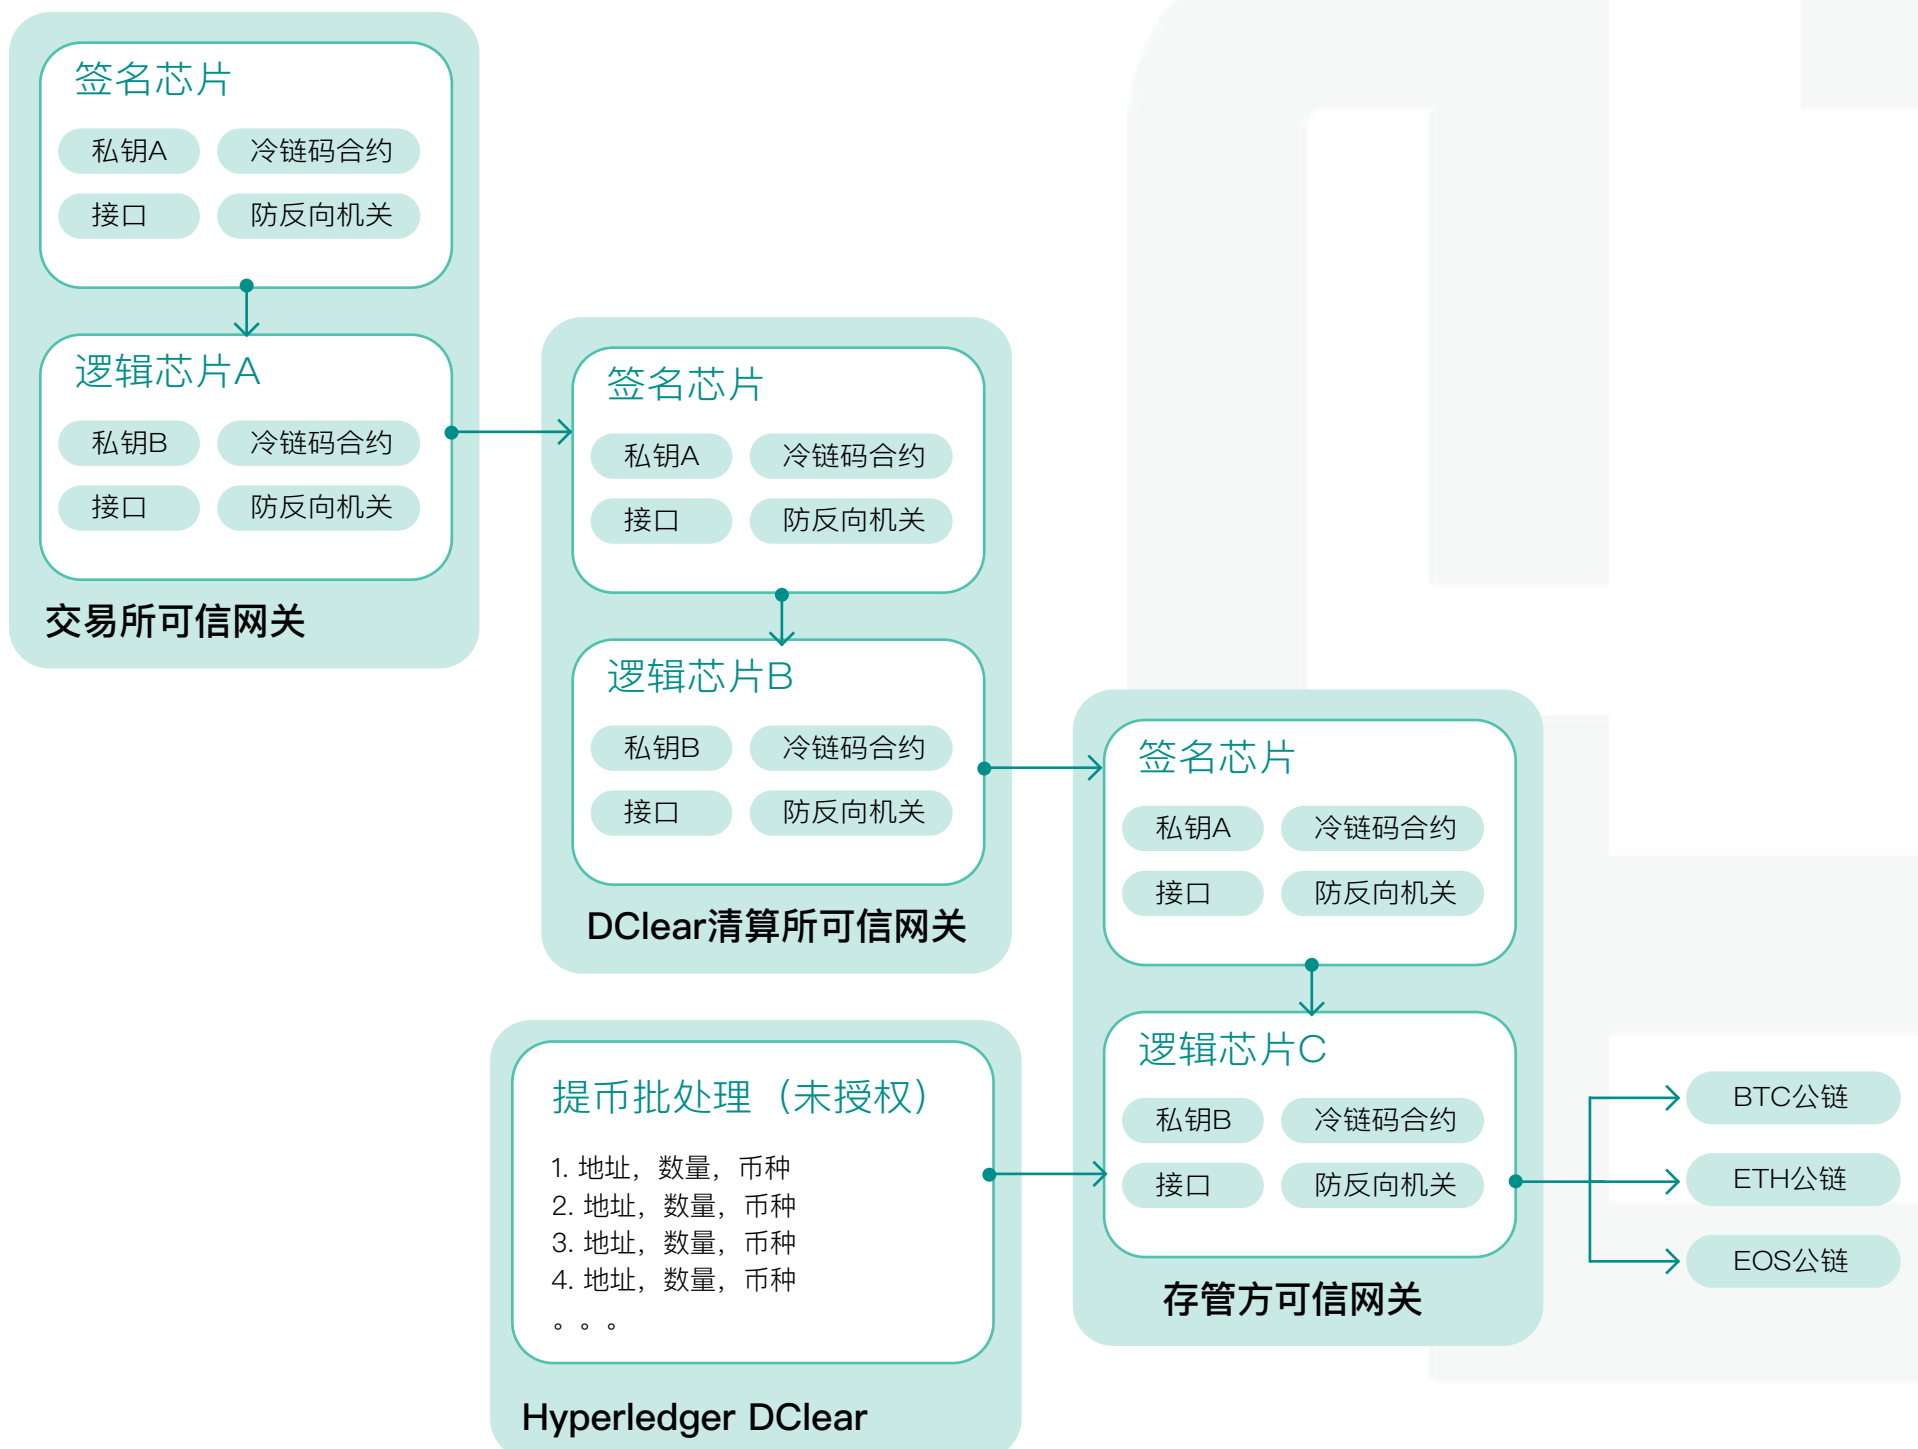 签名芯片
私钥A 冷链码合约
接口 防反向机关
逻辑芯片A
私钥B 冷链码合约
接口 防反向机关
交易所可信网关
签名芯片
私钥A 冷链码合约
接口 防反向机关
逻辑芯片B
私钥B 冷链码合约
接口 防反向机关
DClear清算所可信网关
签名芯片
私钥A 冷链码合约
接口 防反向机关
逻辑芯片C
私钥B 冷链码合约
接口 防反向机关
存管方可信网关
提币批处理（未授权）
1. 地址，数量，币种
2. 地址，数量，币种
3. 地址，数量，币种
4. 地址，数量，币种
。。。
Hyperledger DClear
BTC公链
ETH公链
EOS公链